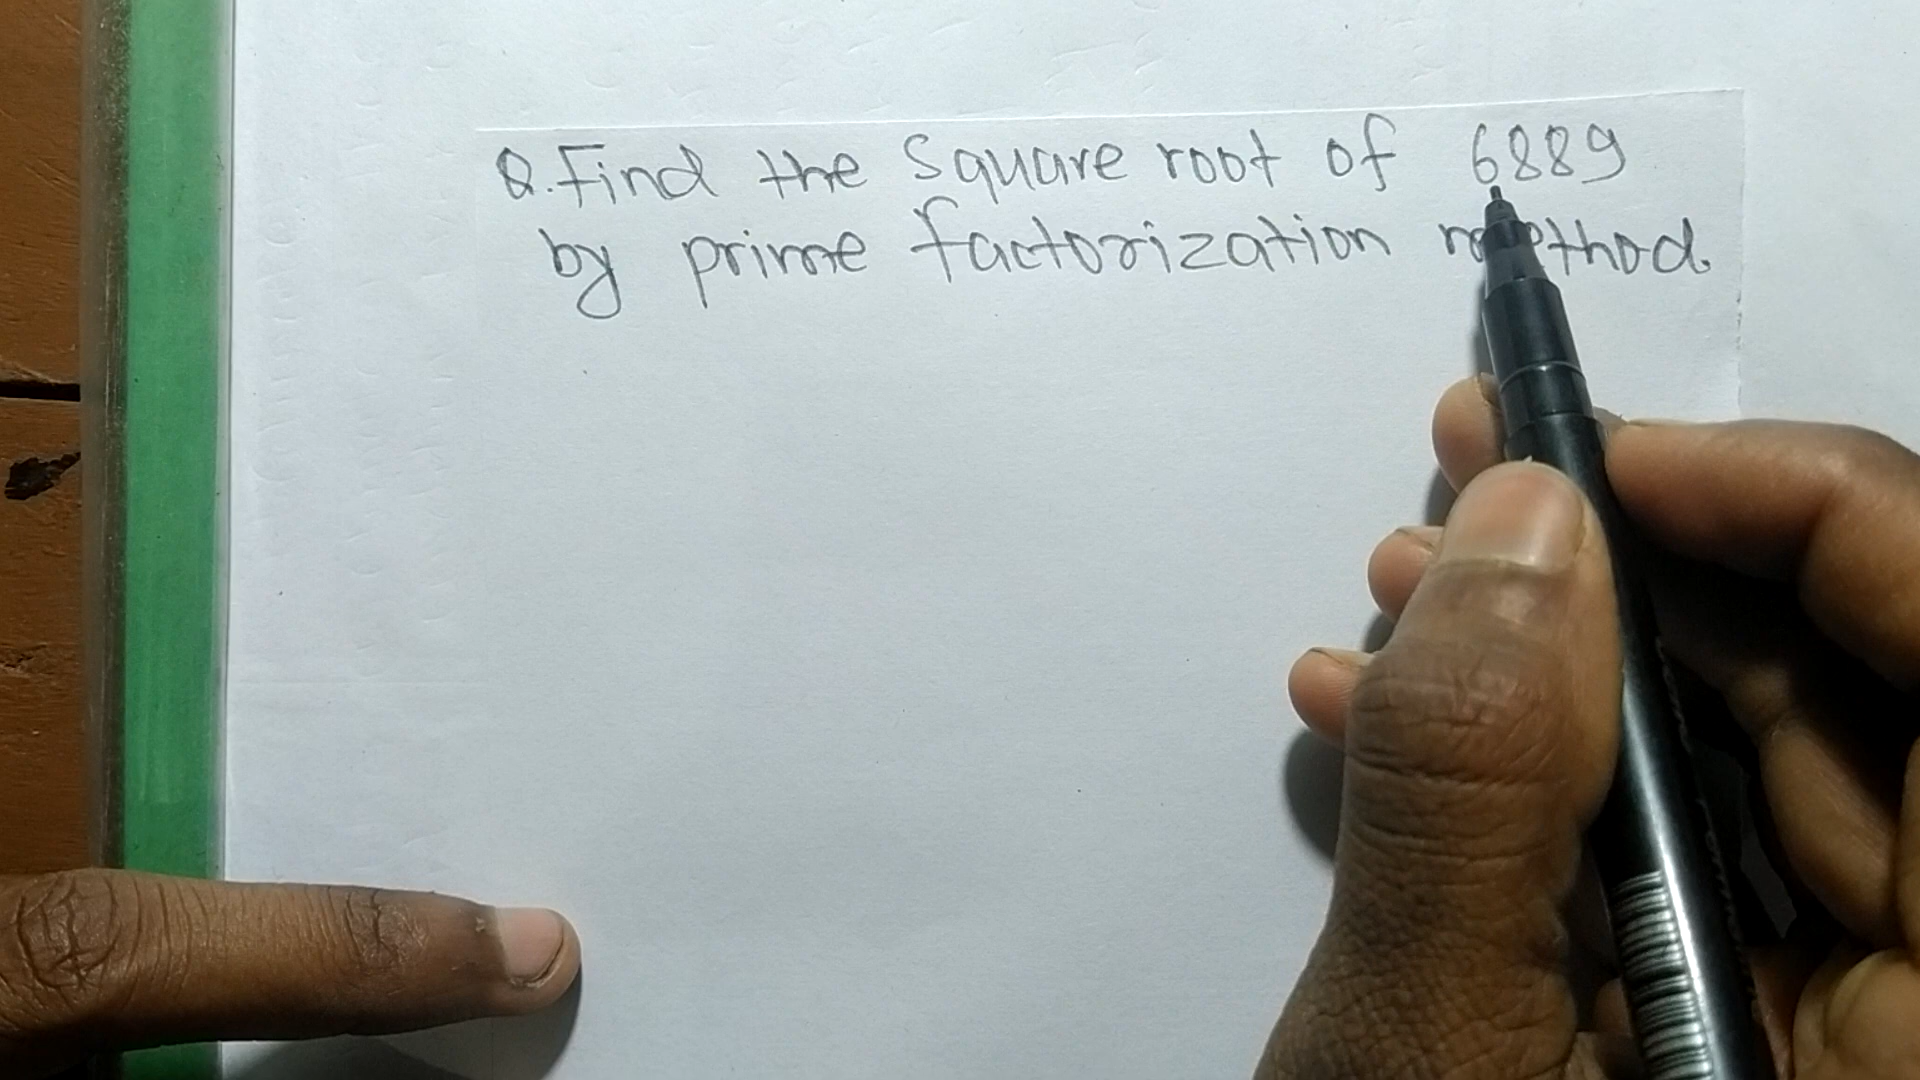 Q. Find the square root of 6889
by prime factorization method.